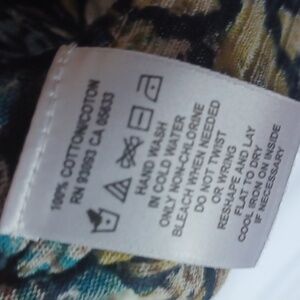 100% COTTON/COTON
RN 93093 CA 05633
HAND WASH
IN COLD WATER
ONLY NON-CHLORINE
BLEACH WHEN NEEDED
DO NOT TWIST
OR WRING
RESHAPE AND LAY
FLAT TO DRY
COOL IRON ON INSIDE
IF NECESSARY